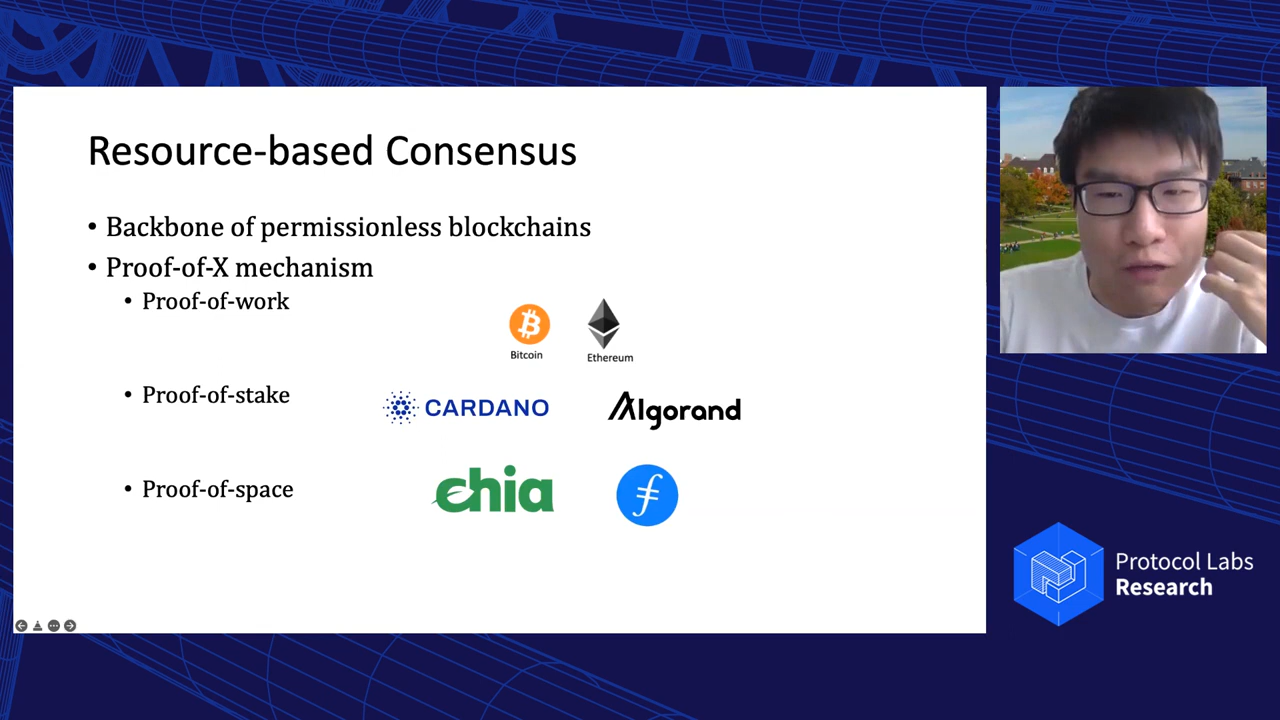 Resource-based Consensus
• Backbone of permissionless blockchains
• Proof-of-X mechanism
• Proof-of-work
Bitcoin
Ethereum
• Proof-of-stake
CARDANO
Algorand
• Proof-of-space
chia
Protocol Labs
Research